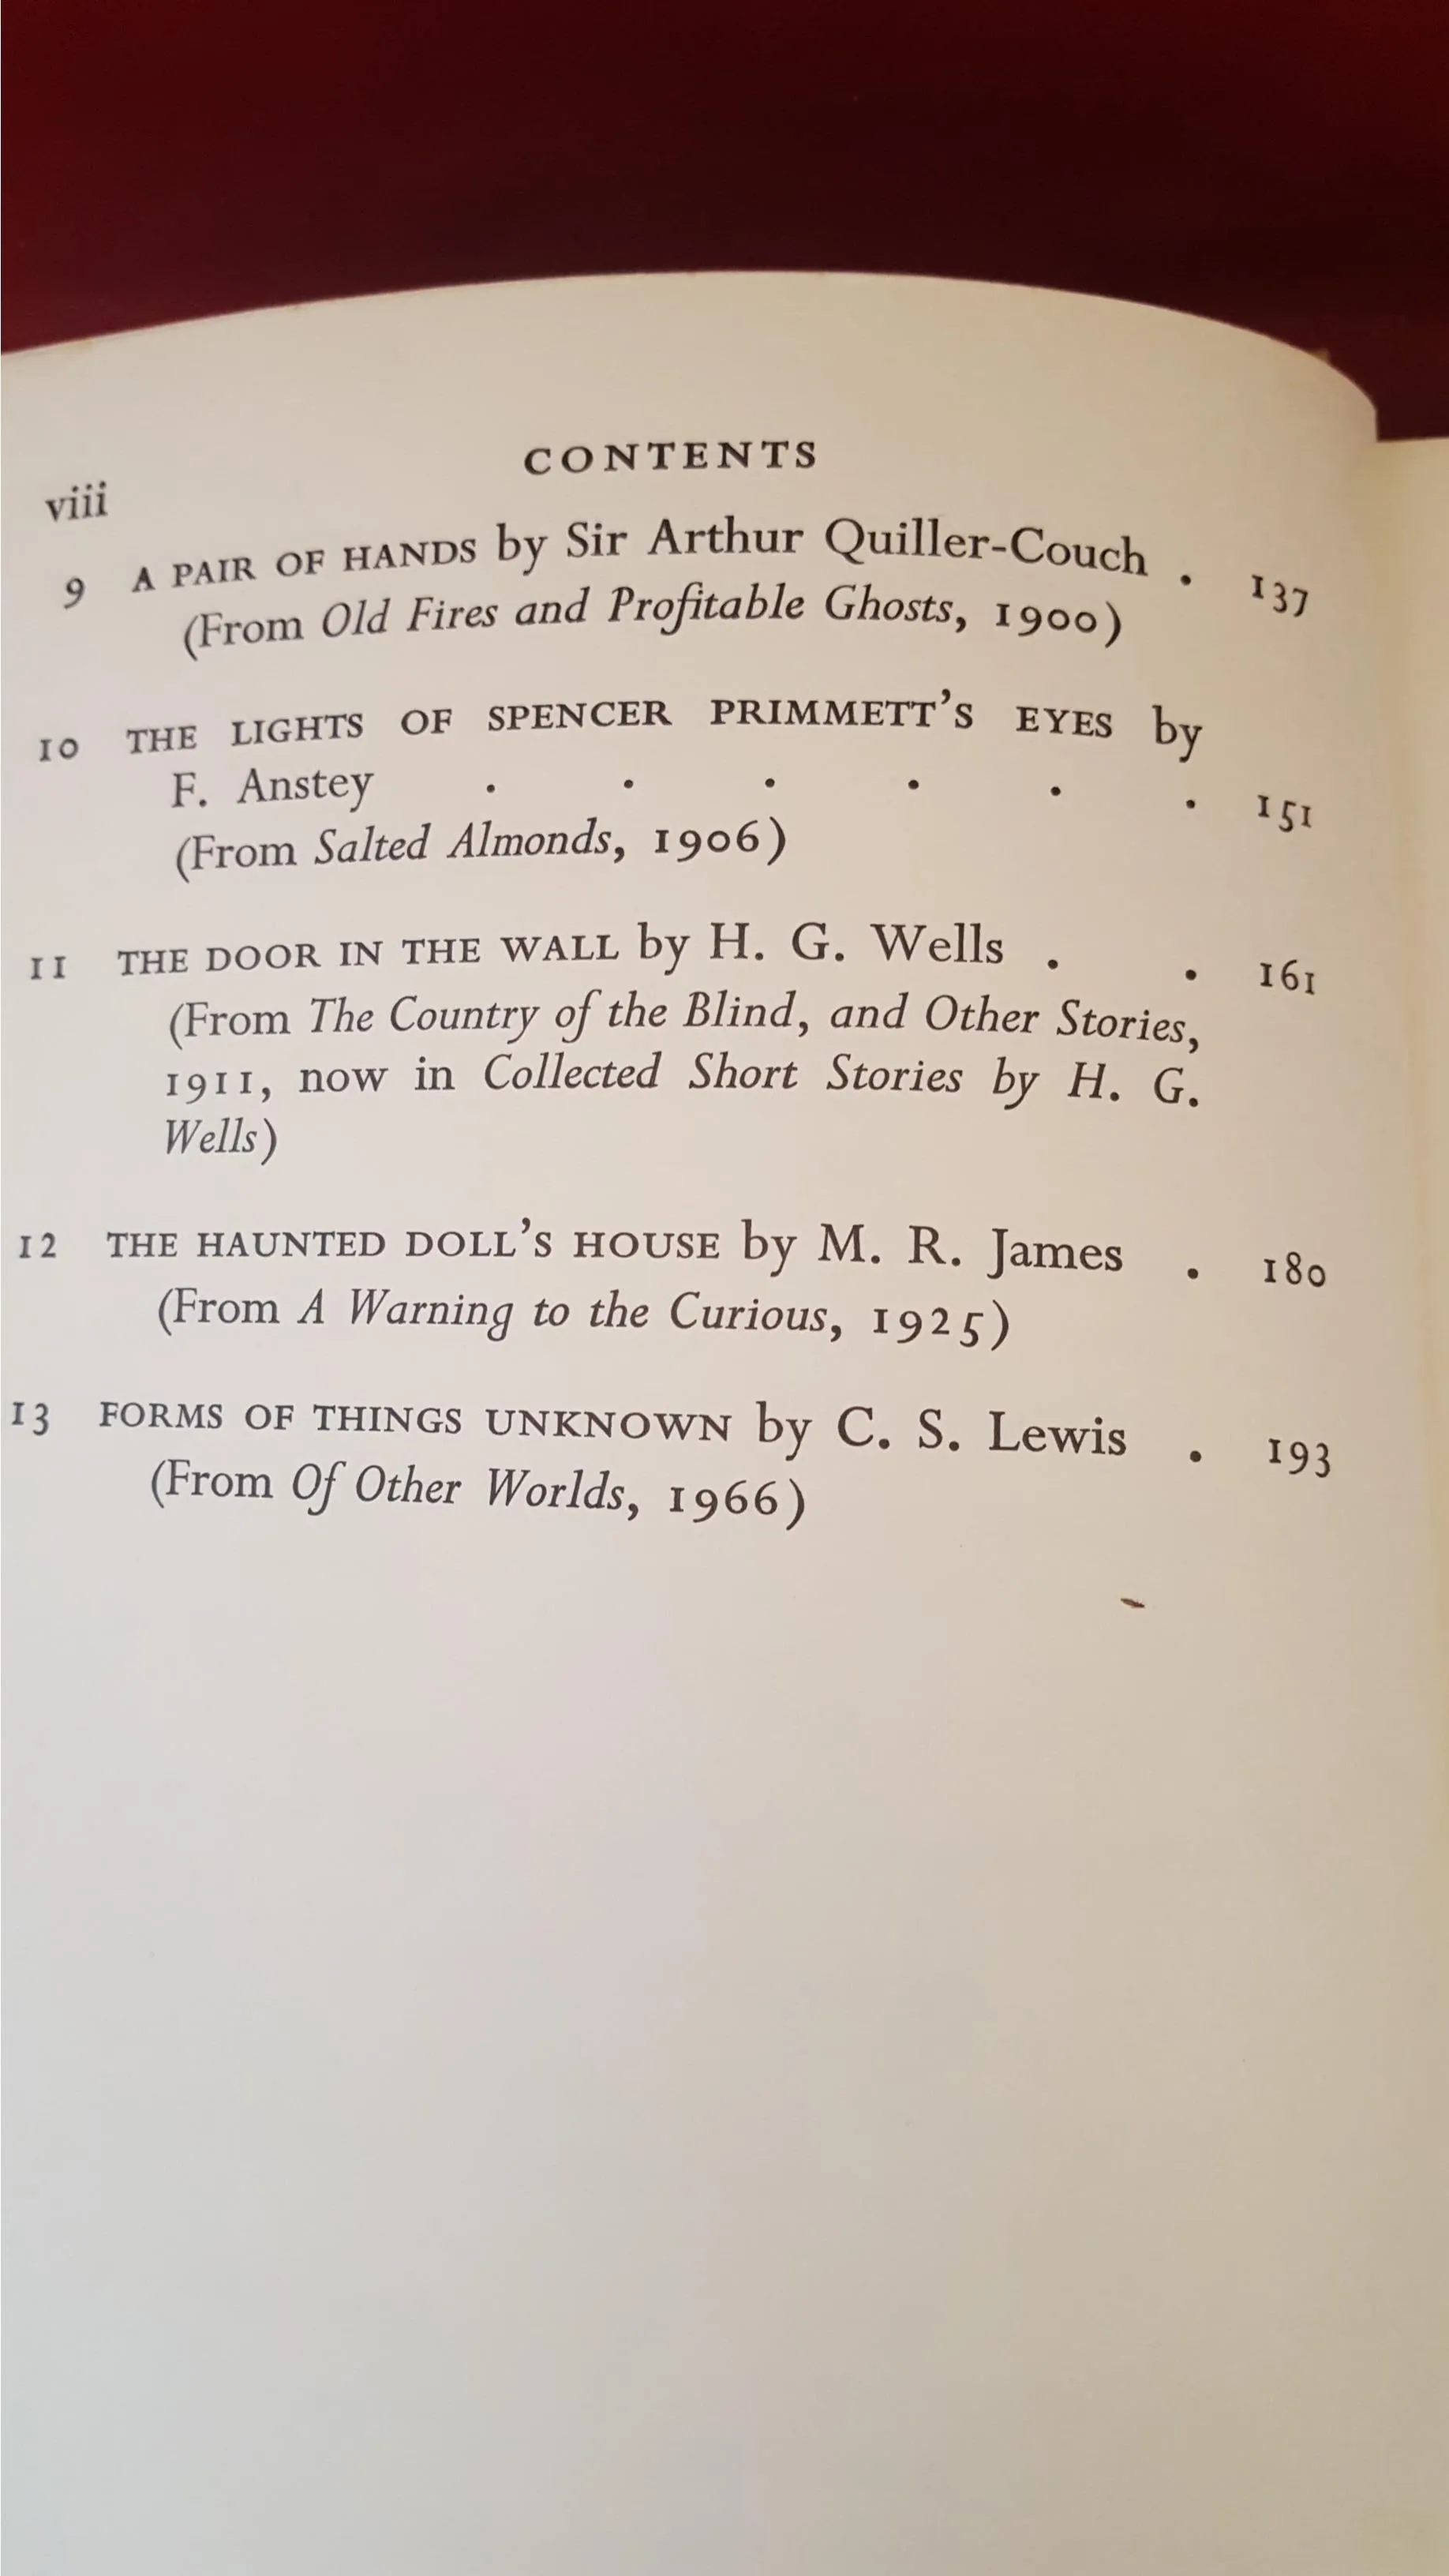 CONTENTS
viii
9 A PAIR OF HANDS by Sir Arthur Quiller-Couch . 137
(From Old Fires and Profitable Ghosts, 1900)
10 THE LIGHTS OF SPENCER PRIMMETT'S EYES by
F. Anstey . . . . . . 151
(From Salted Almonds, 1906)
11 THE DOOR IN THE WALL by H. G. Wells . . 161
(From The Country of the Blind, and Other Stories,
1911, now in Collected Short Stories by H. G.
Wells)
12 THE HAUNTED DOLL'S HOUSE by M. R. James . 180
(From A Warning to the Curious, 1925)
13 FORMS OF THINGS UNKNOWN by C. S. Lewis . 193
(From Of Other Worlds, 1966)